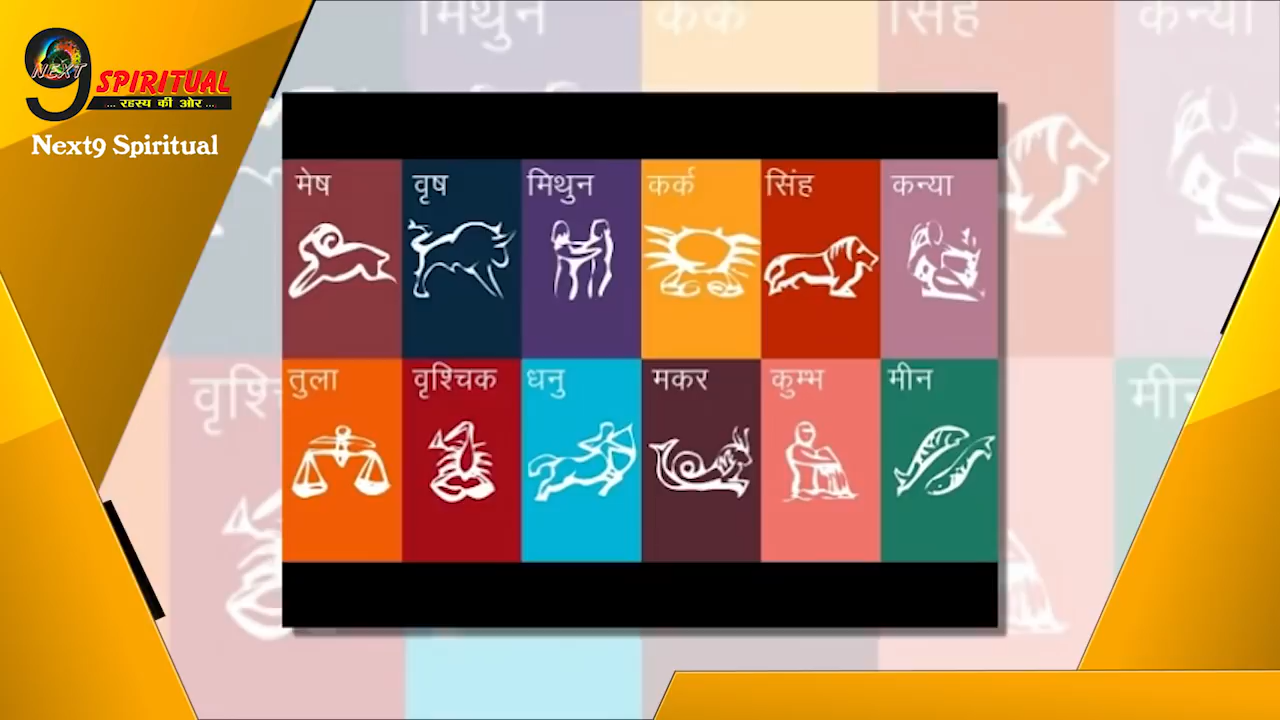 NEXT
9
SPIRITUAL
... रहस्य की ओर ...
Next9 Spiritual
मिथुन कर्क सिंह कन्या
मेष वृष मिथुन कर्क सिंह कन्या
तुला वृश्चिक धनु मकर कुम्भ मीन
मीन